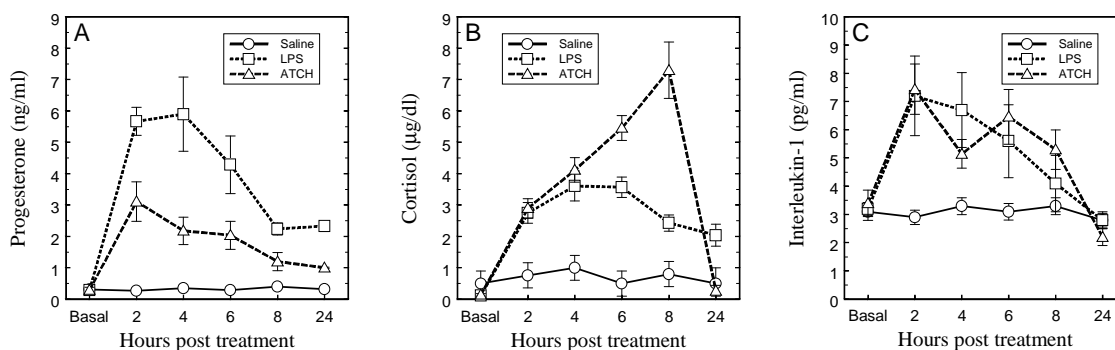 A
Saline
LPS
ATCH
Progesterone (ng/ml)
9
8
7
6
5
4
3
2
1
0
Basal 2 4 6 8 24
Hours post treatment
B
Saline
LPS
ATCH
Cortisol (µg/dl)
9
8
7
6
5
4
3
2
1
0
Basal 2 4 6 8 24
Hours post treatment
C
Saline
LPS
ATCH
Interleukin-1 (pg/ml)
10
9
8
7
6
5
4
3
2
1
0
Basal 2 4 6 8 24
Hours post treatment